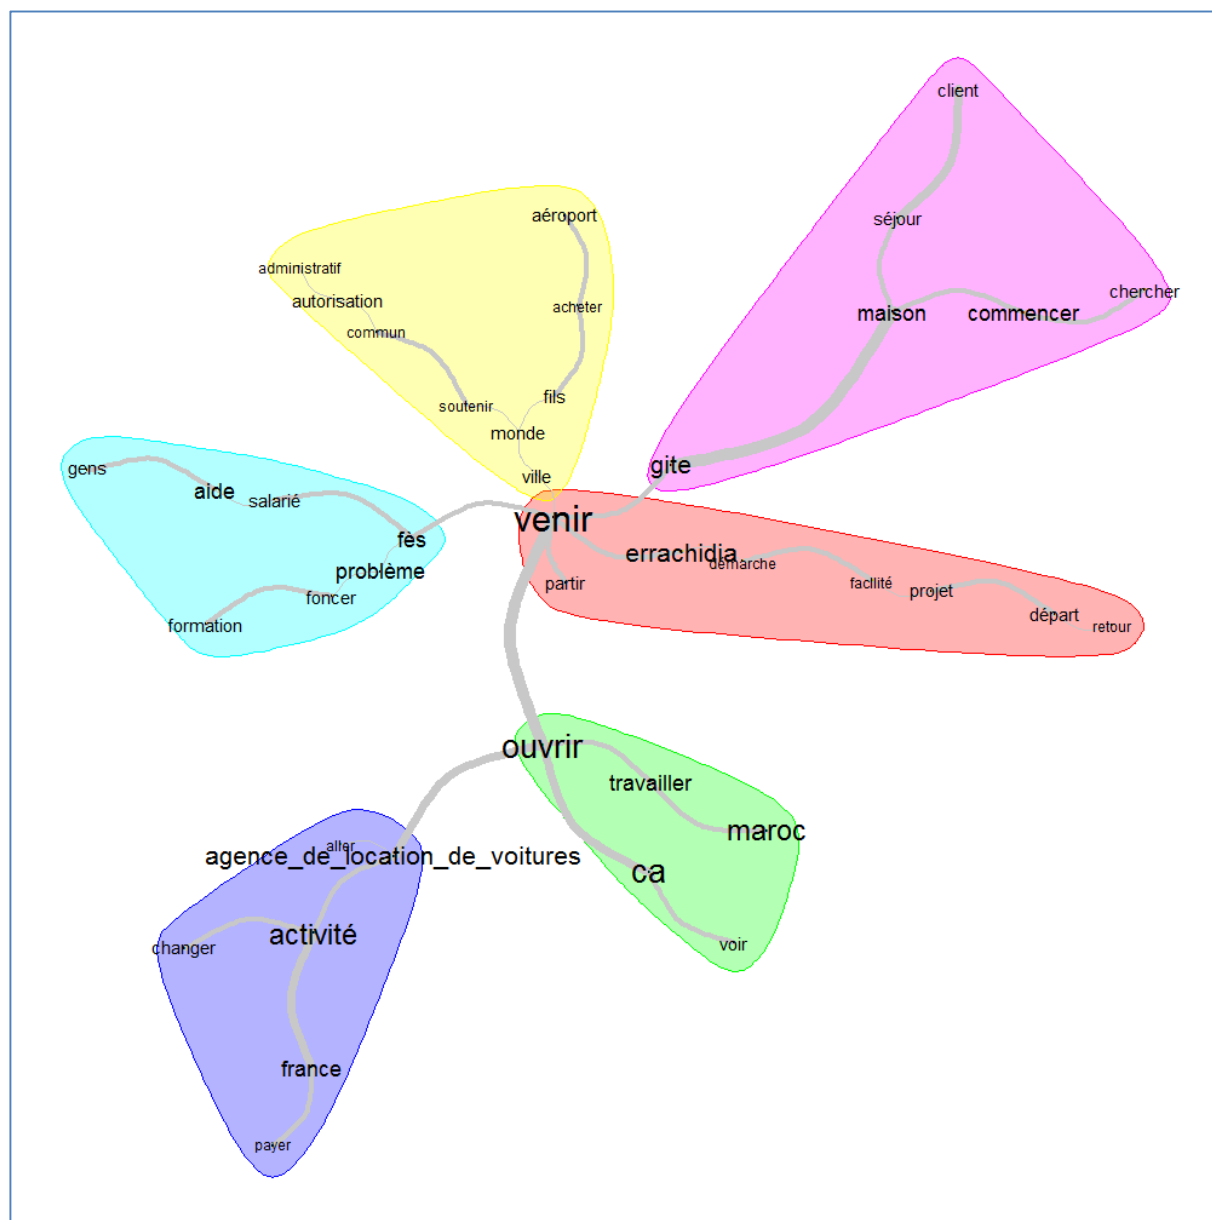 client
aéroport
séjour
administratif
autorisation
acheter
chercher
maison
commencer
commun
fils
soutenir
monde
gite
gens
ville
aide
salarié
venir
fès
errachidia
démarche
problème
partir
facilité
projet
foncer
départ
formation
retour
ouvrir
travailler
maroc
aller
agence_de_location_de_voitures
ca
activité
changer
voir
france
payer